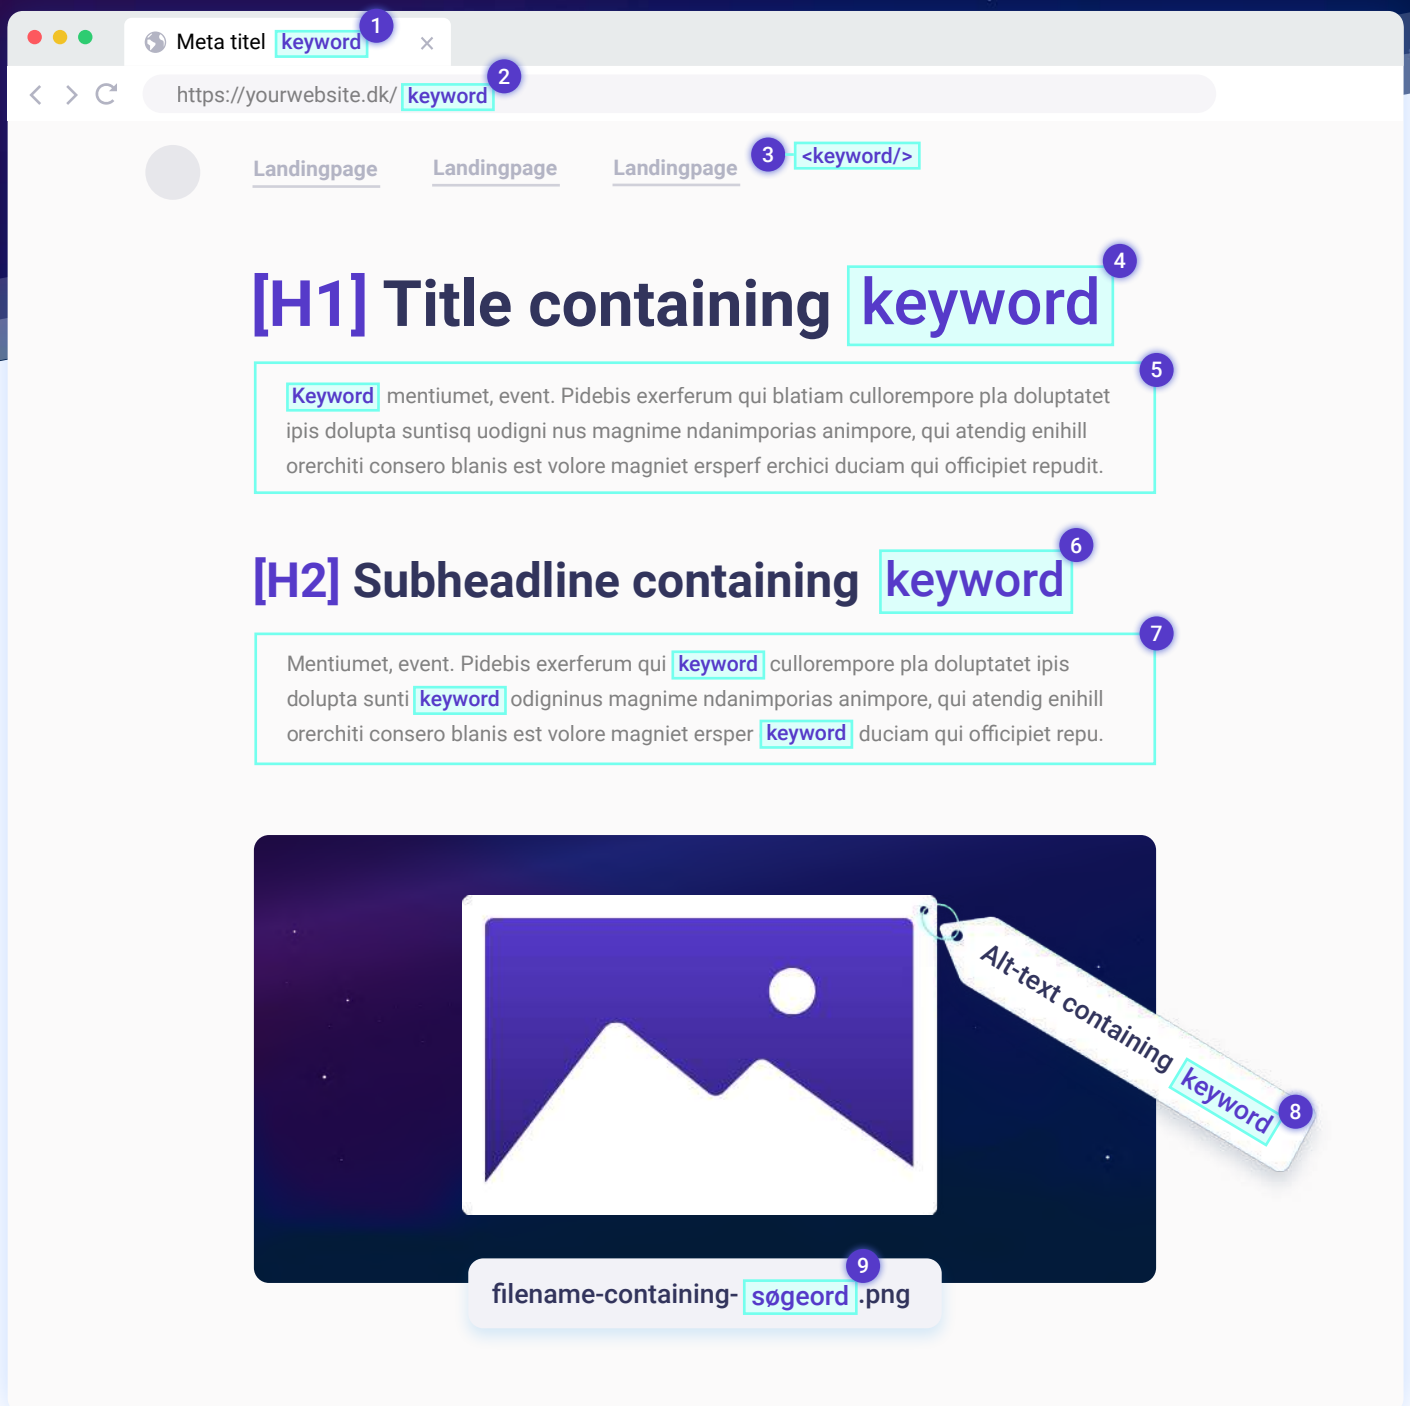 Meta titel keyword 1
https://yourwebsite.dk/ keyword 2
Landingpage Landingpage Landingpage 3 <keyword/>
[H1] Title containing keyword 4
5
Keyword mentiumet, event. Pidebis exerferum qui blatiam cullorempore pla doluptatet
ipis dolupta suntisq uodigni nus magnime ndanimporias animpore, qui atendig enihill
orerchiti consero blanis est volore magniet ersperf erchici duciam qui officipiet repudit.
[H2] Subheadline containing keyword 6
7
Mentiumet, event. Pidebis exerferum qui keyword cullorempore pla doluptatet ipis
dolupta sunti keyword odigninus magnime ndanimporias animpore, qui atendig enihill
orerchiti consero blanis est volore magniet ersper keyword duciam qui officipiet repu.
Alt-text containing keyword 8
9
filename-containing- søgeord .png